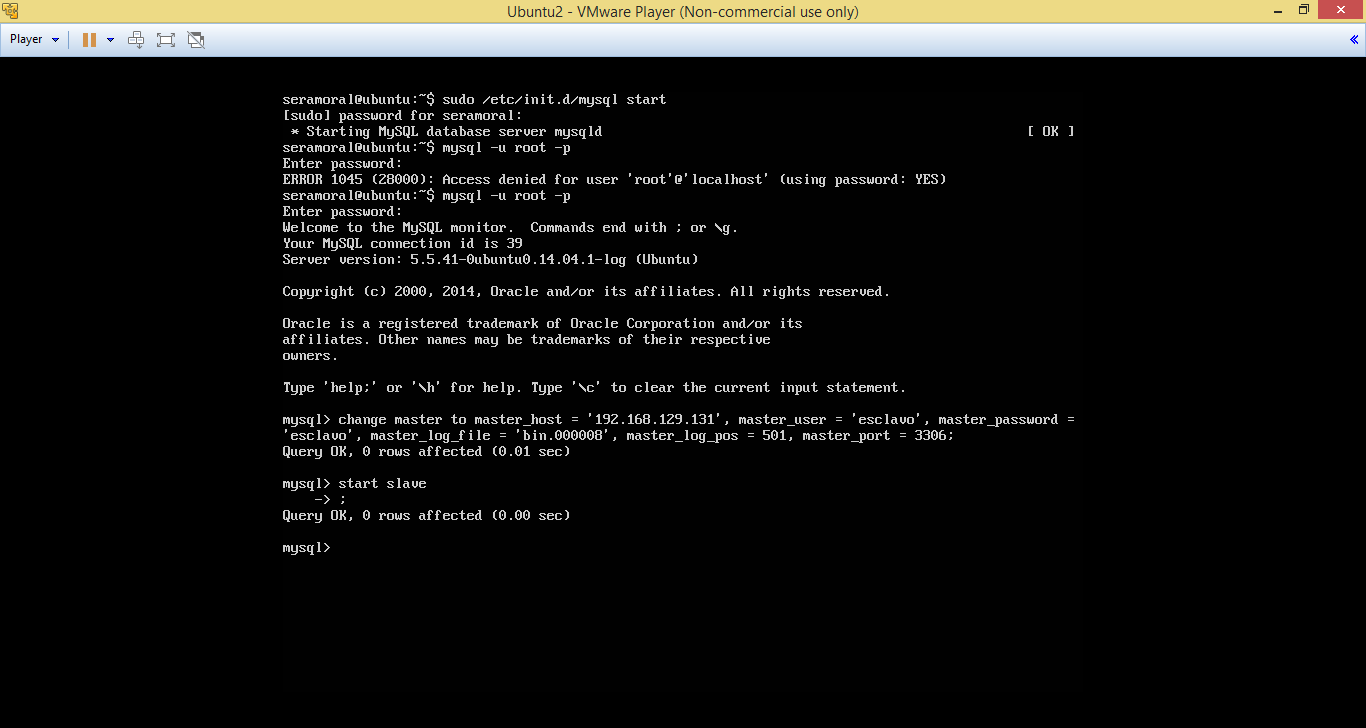 Ubuntu2 - VMware Player (Non-commercial use only)
Player
seramoral@ubuntu:~$ sudo /etc/init.d/mysql start
[sudo] password for seramoral:
 * Starting MySQL database server mysqld [ OK ]
seramoral@ubuntu:~$ mysql -u root -p
Enter password:
ERROR 1045 (28000): Access denied for user 'root'@'localhost' (using password: YES)
seramoral@ubuntu:~$ mysql -u root -p
Enter password:
Welcome to the MySQL monitor.  Commands end with ; or \g.
Your MySQL connection id is 39
Server version: 5.5.41-0ubuntu0.14.04.1-log (Ubuntu)
Copyright (c) 2000, 2014, Oracle and/or its affiliates. All rights reserved.
Oracle is a registered trademark of Oracle Corporation and/or its
affiliates. Other names may be trademarks of their respective
owners.
Type 'help;' or '\h' for help. Type '\c' to clear the current input statement.
mysql> change master to master_host = '192.168.129.131', master_user = 'esclavo', master_password =
'esclavo', master_log_file = 'bin.000008', master_log_pos = 501, master_port = 3306;
Query OK, 0 rows affected (0.01 sec)
mysql> start slave
    -> ;
Query OK, 0 rows affected (0.00 sec)
mysql>